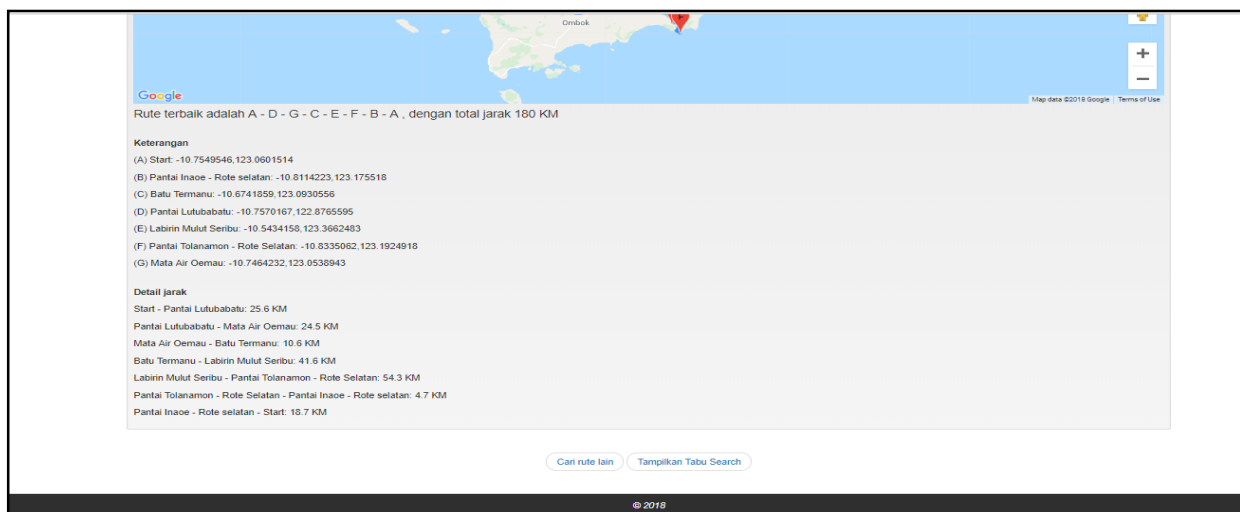 Ombok
Google
Map data ©2018 Google Terms of Use
Rute terbaik adalah A - D - G - C - E - F - B - A , dengan total jarak 180 KM
Keterangan
(A) Start: -10.7549546,123.0601514
(B) Pantai Inaoe - Rote selatan: -10.8114223,123.175518
(C) Batu Termanu: -10.6741859,123.0930556
(D) Pantai Lutubabatu: -10.7570167,122.8765595
(E) Labirin Mulut Seribu: -10.5434158,123.3662483
(F) Pantai Tolanamon - Rote Selatan: -10.8335062,123.1924918
(G) Mata Air Oemau: -10.7464232,123.0538943
Detail jarak
Start - Pantai Lutubabatu: 25.6 KM
Pantai Lutubabatu - Mata Air Oemau: 24.5 KM
Mata Air Oemau - Batu Termanu: 10.6 KM
Batu Termanu - Labirin Mulut Seribu: 41.6 KM
Labirin Mulut Seribu - Pantai Tolanamon - Rote Selatan: 54.3 KM
Pantai Tolanamon - Rote Selatan - Pantai Inaoe - Rote selatan: 4.7 KM
Pantai Inaoe - Rote selatan - Start: 18.7 KM
Cari rute lain Tampilkan Tabu Search
© 2018